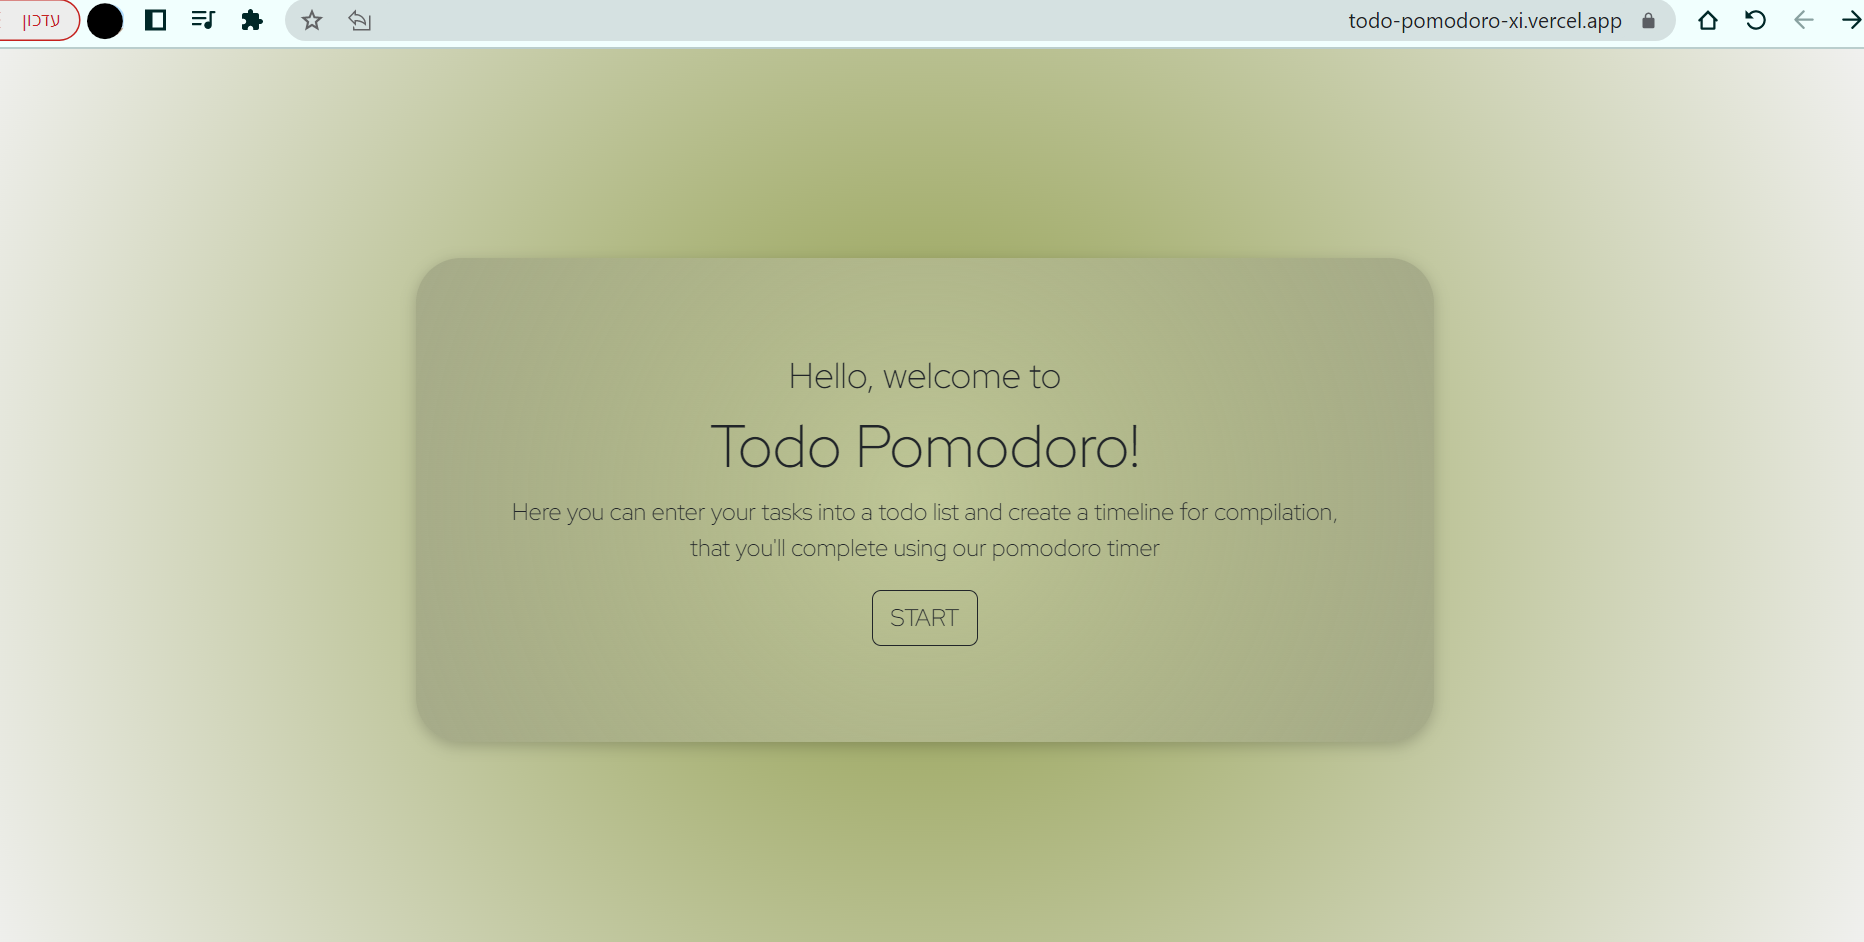 עדכון
todo-pomodoro-xi.vercel.app
Hello, welcome to
Todo Pomodoro!
Here you can enter your tasks into a todo list and create a timeline for compilation,
that you'll complete using our pomodoro timer
START